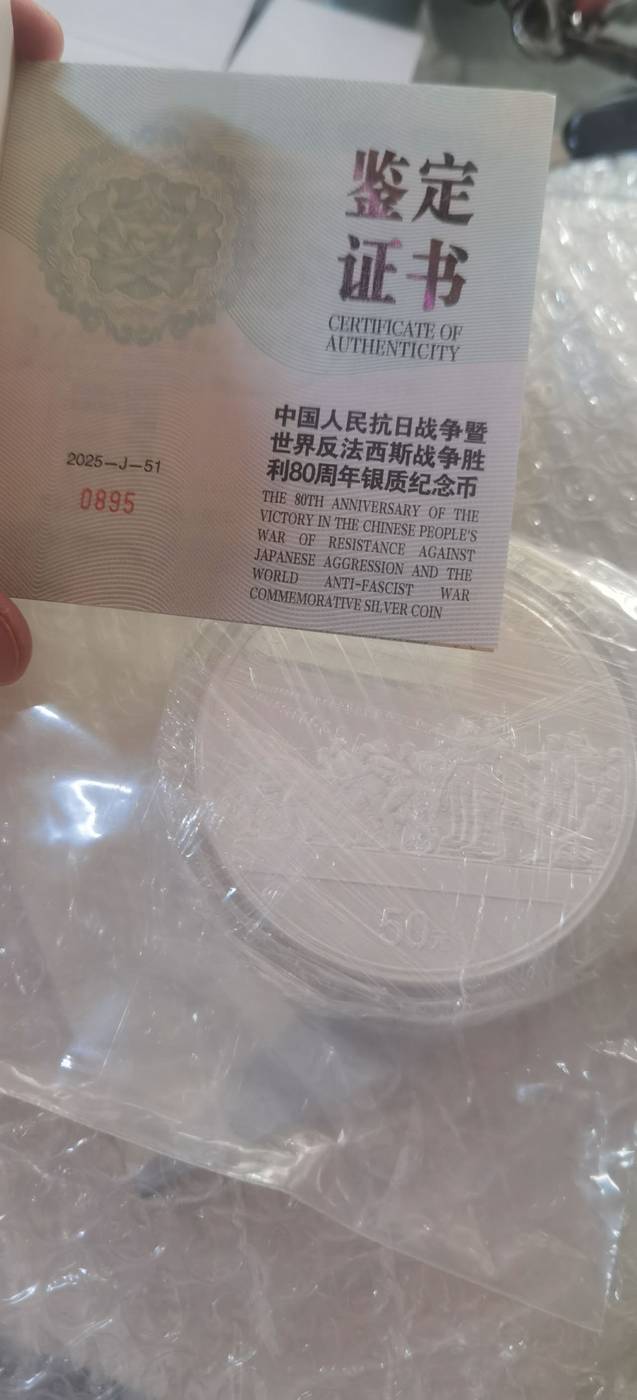 鉴定
证书
CERTIFICATE OF
AUTHENTICITY
中国人民抗日战争暨
世界反法西斯战争胜
利80周年银质纪念币
THE 80TH ANNIVERSARY OF THE
VICTORY IN THE CHINESE PEOPLE'S
WAR OF RESISTANCE AGAINST
JAPANESE AGGRESSION AND THE
WORLD ANTI-FASCIST WAR
COMMEMORATIVE SILVER COIN
2025—J—51
0895
50元